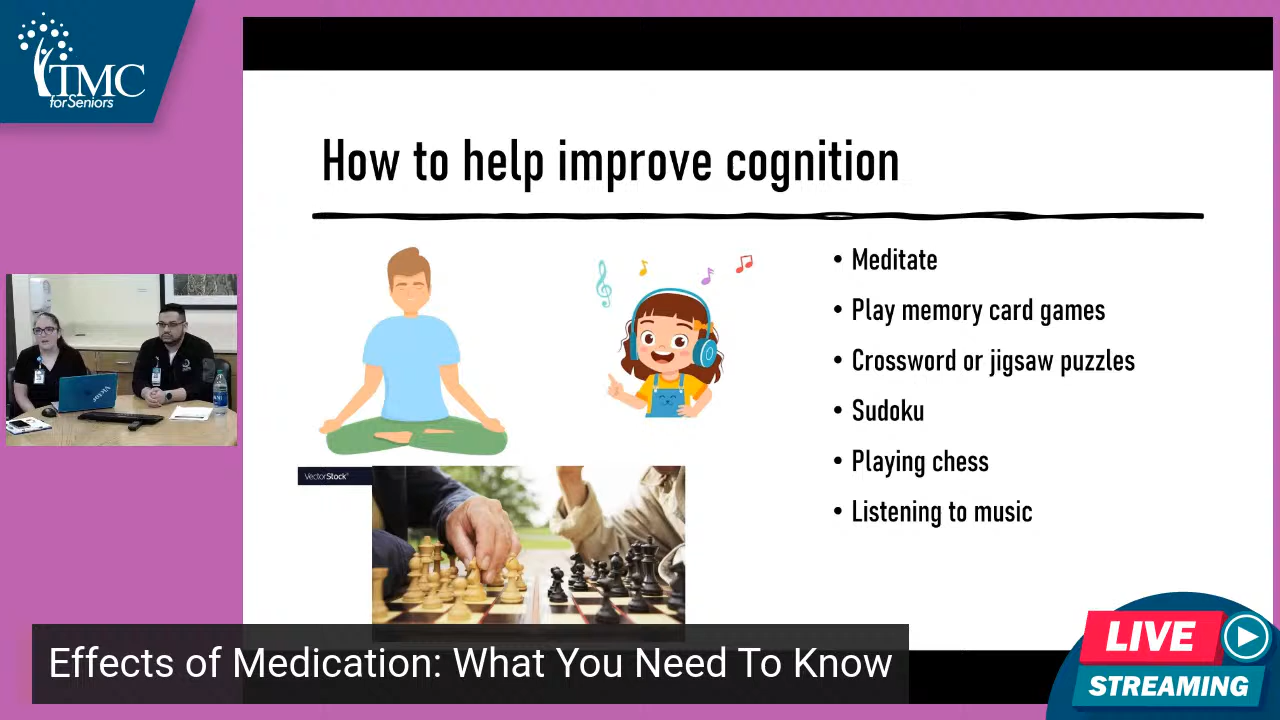 TMC
for Seniors
How to help improve cognition
• Meditate
• Play memory card games
• Crossword or jigsaw puzzles
• Sudoku
• Playing chess
• Listening to music
VectorStock®
Effects of Medication: What You Need To Know
LIVE
STREAMING